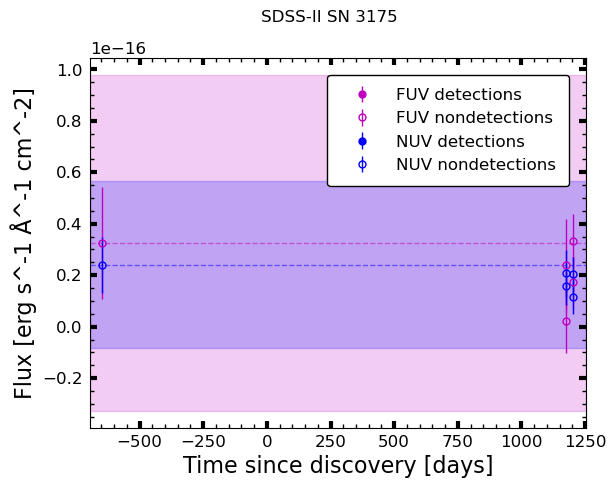 SDSS-II SN 3175
1e−16
1.0
0.8
0.6
0.4
0.2
0.0
−0.2
Flux [erg s^-1 Å^-1 cm^-2]
FUV detections
FUV nondetections
NUV detections
NUV nondetections
−500 −250 0 250 500 750 1000 1250
Time since discovery [days]